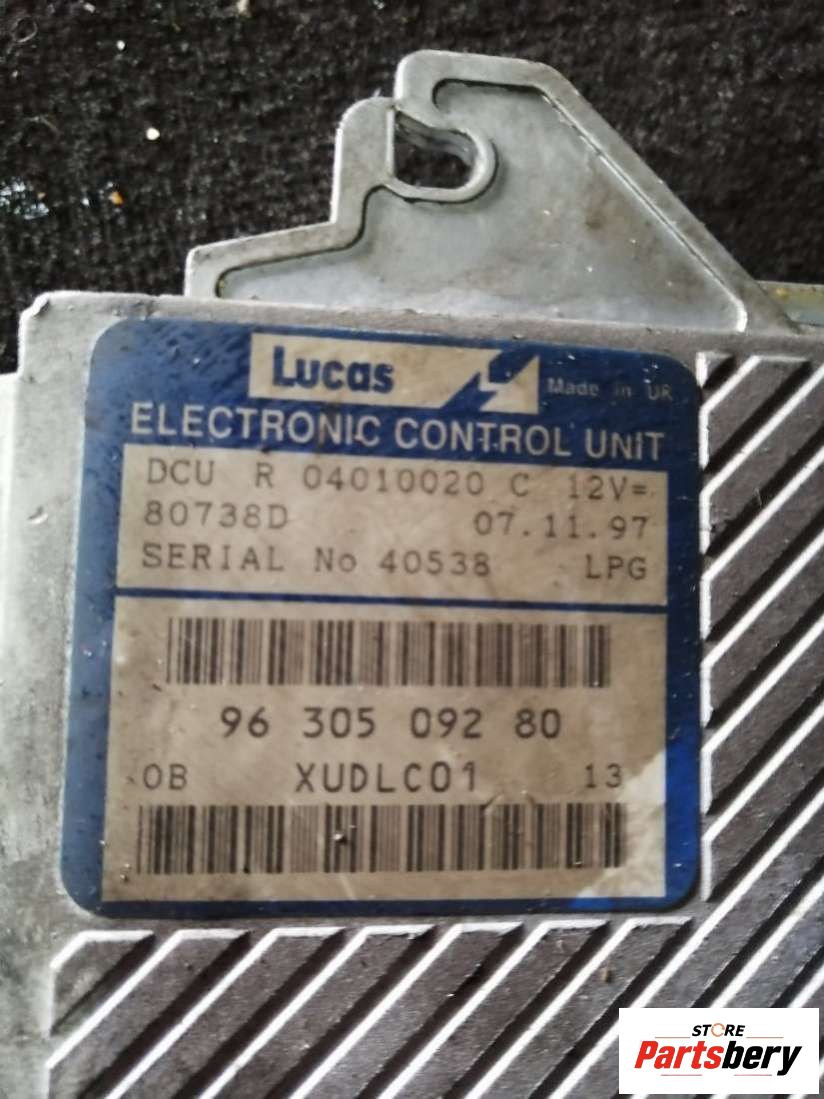 Lucas Made in UK
ELECTRONIC CONTROL UNIT
DCU R 04010020 C 12V=
80738D 07.11.97
SERIAL No 40538 LPG
96 305 092 80
0B XUDLC01 13
STORE
Partsbery